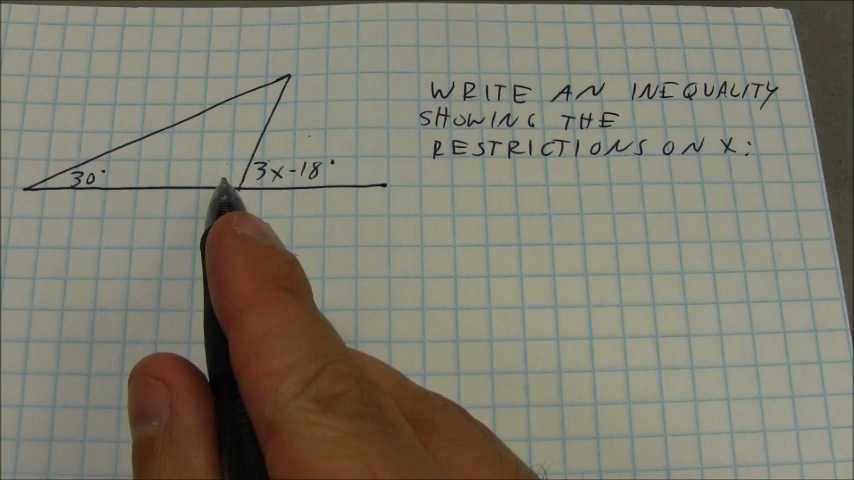 WRITE AN INEQUALITY
SHOWING THE
RESTRICTIONS ON X:
30°
3x-18°